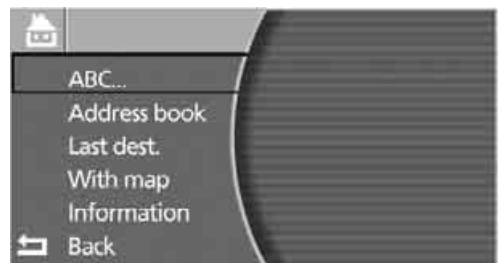 ABC...
Address book
Last dest.
With map
Information
Back